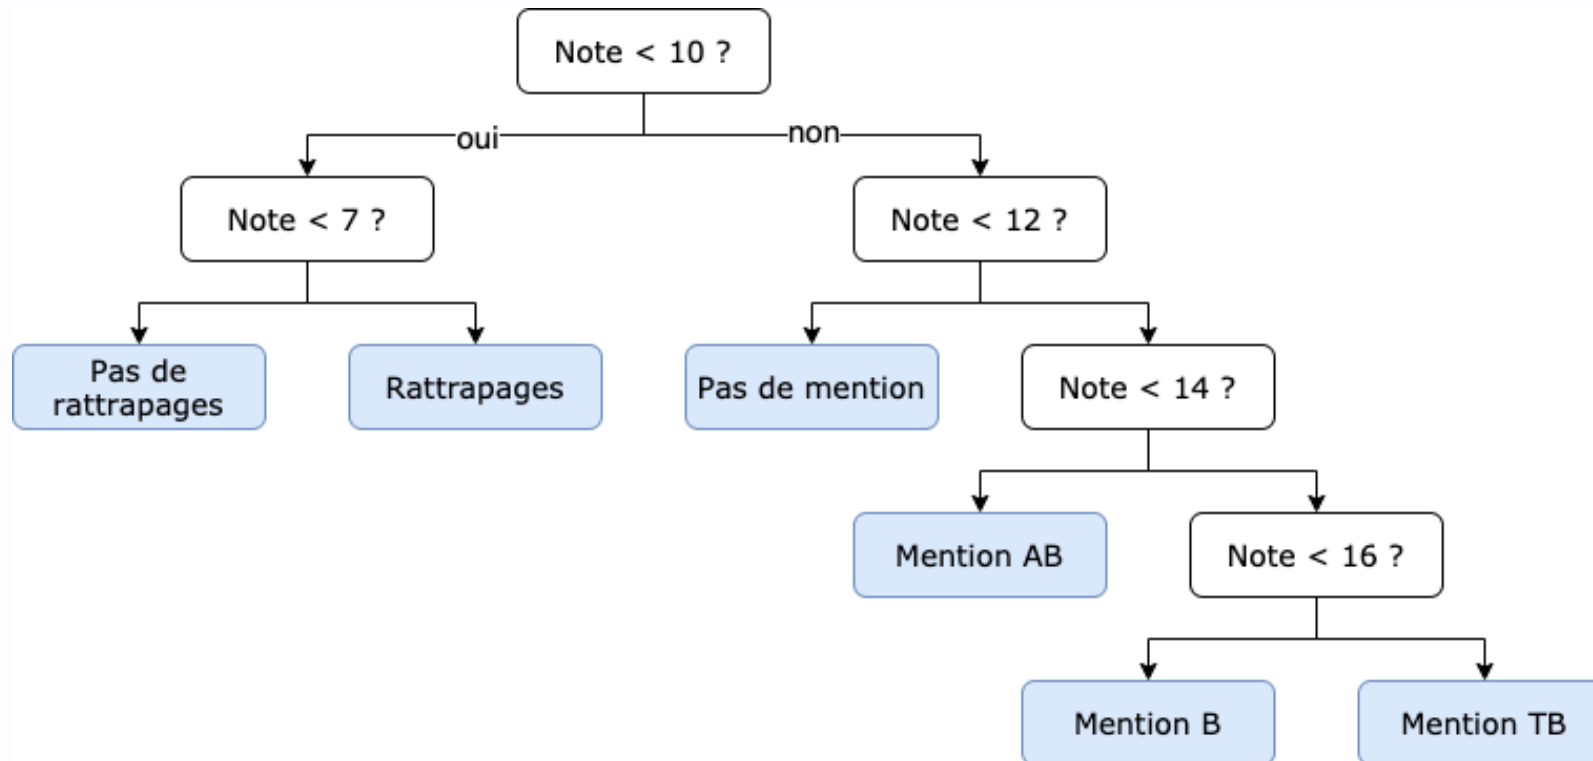 Note < 10 ?
oui
non
Note < 7 ?
Note < 12 ?
Pas de
rattrapages
Rattrapages
Pas de mention
Note < 14 ?
Mention AB
Note < 16 ?
Mention B
Mention TB